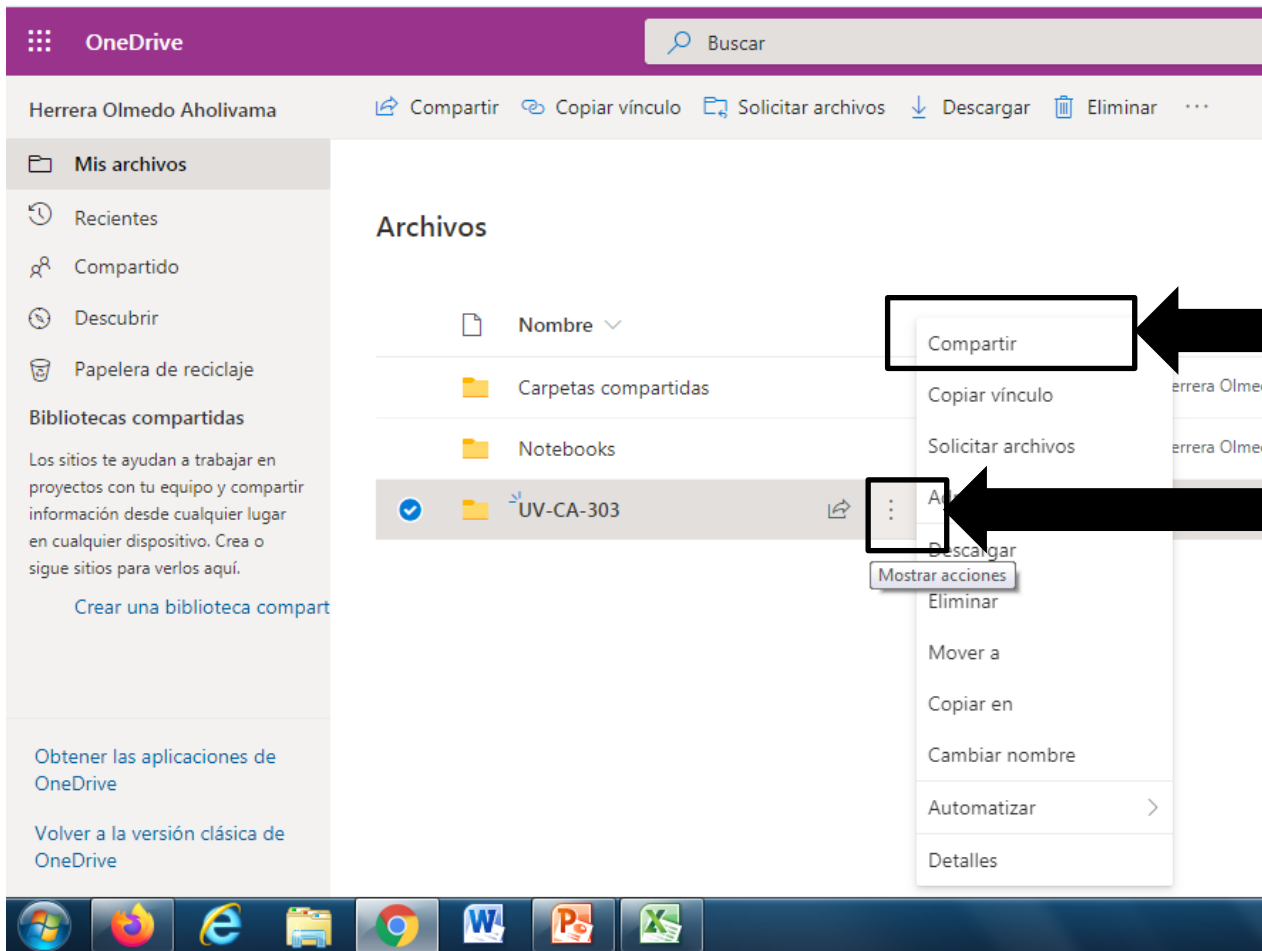 OneDrive
Buscar
Herrera Olmedo Aholivama
Compartir
Copiar vínculo
Solicitar archivos
Descargar
Eliminar
Mis archivos
Recientes
Compartido
Descubrir
Papelera de reciclaje
Bibliotecas compartidas
Los sitios te ayudan a trabajar en
proyectos con tu equipo y compartir
información desde cualquier lugar
en cualquier dispositivo. Crea o
sigue sitios para verlos aquí.
Crear una biblioteca compart
Obtener las aplicaciones de
OneDrive
Volver a la versión clásica de
OneDrive
Archivos
Nombre
Carpetas compartidas
errera Olme
Notebooks
errera Olme
UV-CA-303
Mostrar acciones
Compartir
Copiar vínculo
Solicitar archivos
Descargar
Eliminar
Mover a
Copiar en
Cambiar nombre
Automatizar
Detalles